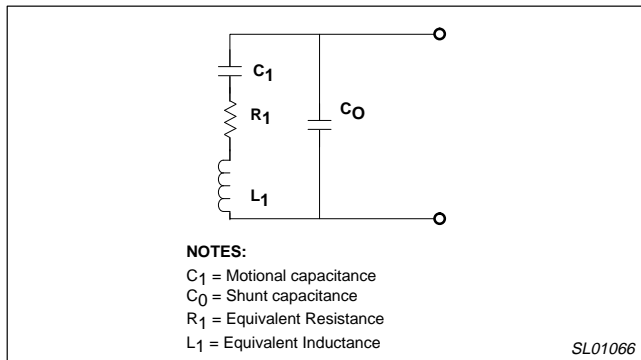 C1
R1
CO
L1
NOTES:
C1 = Motional capacitance
C0 = Shunt capacitance
R1 = Equivalent Resistance
L1 = Equivalent Inductance
SL01066